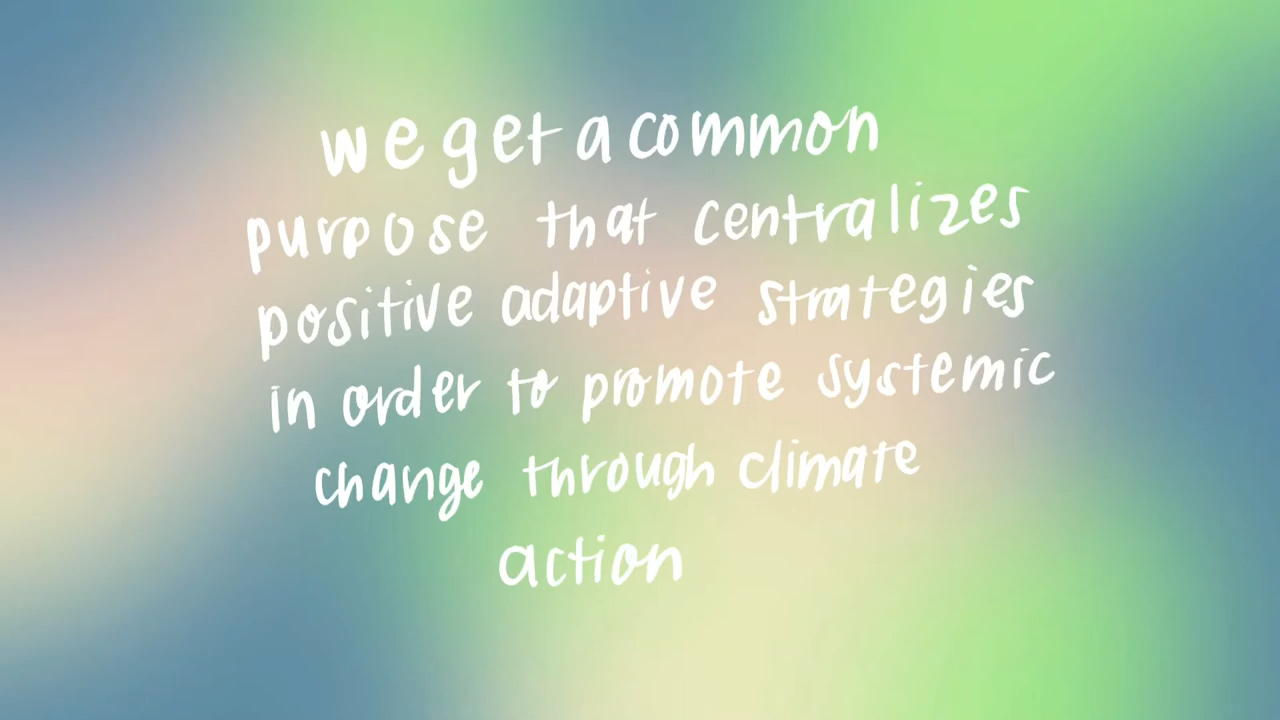 we get a common
purpose that centralizes
positive adaptive strategies
in order to promote systemic
change through climate
action